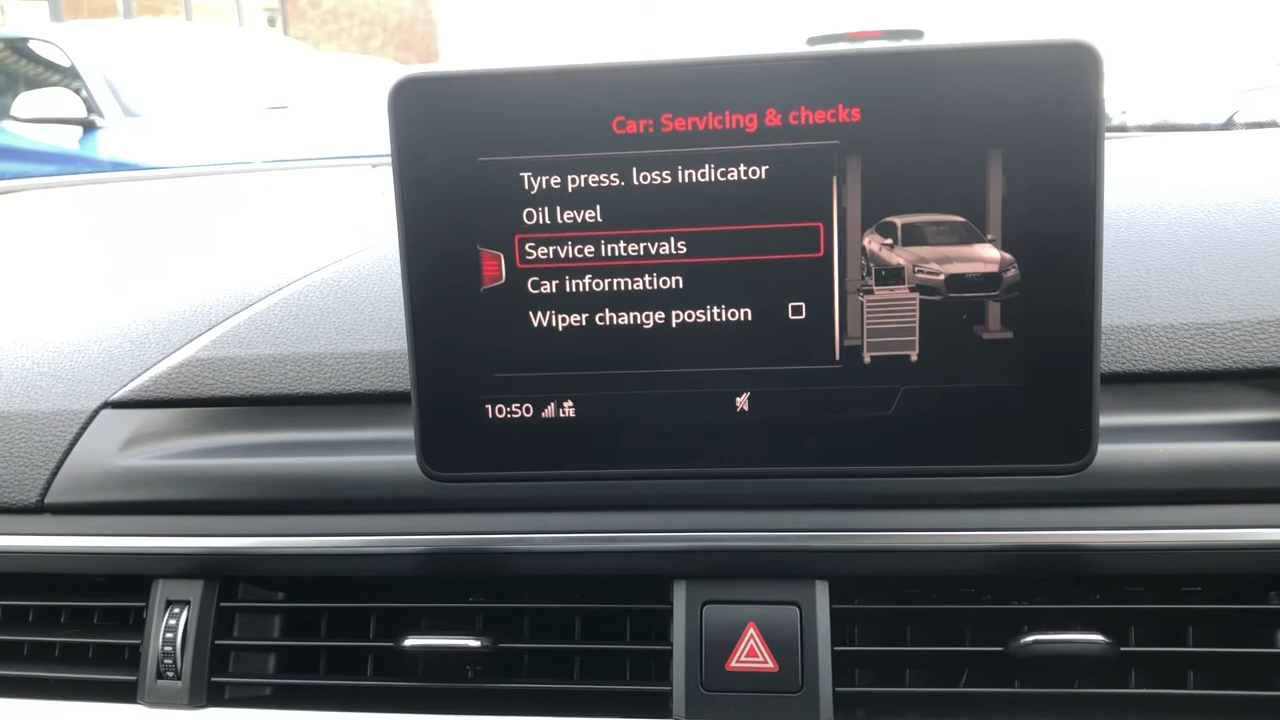 Car: Servicing & checks
Tyre press. loss indicator
Oil level
Service intervals
Car information
Wiper change position
10:50 LTE